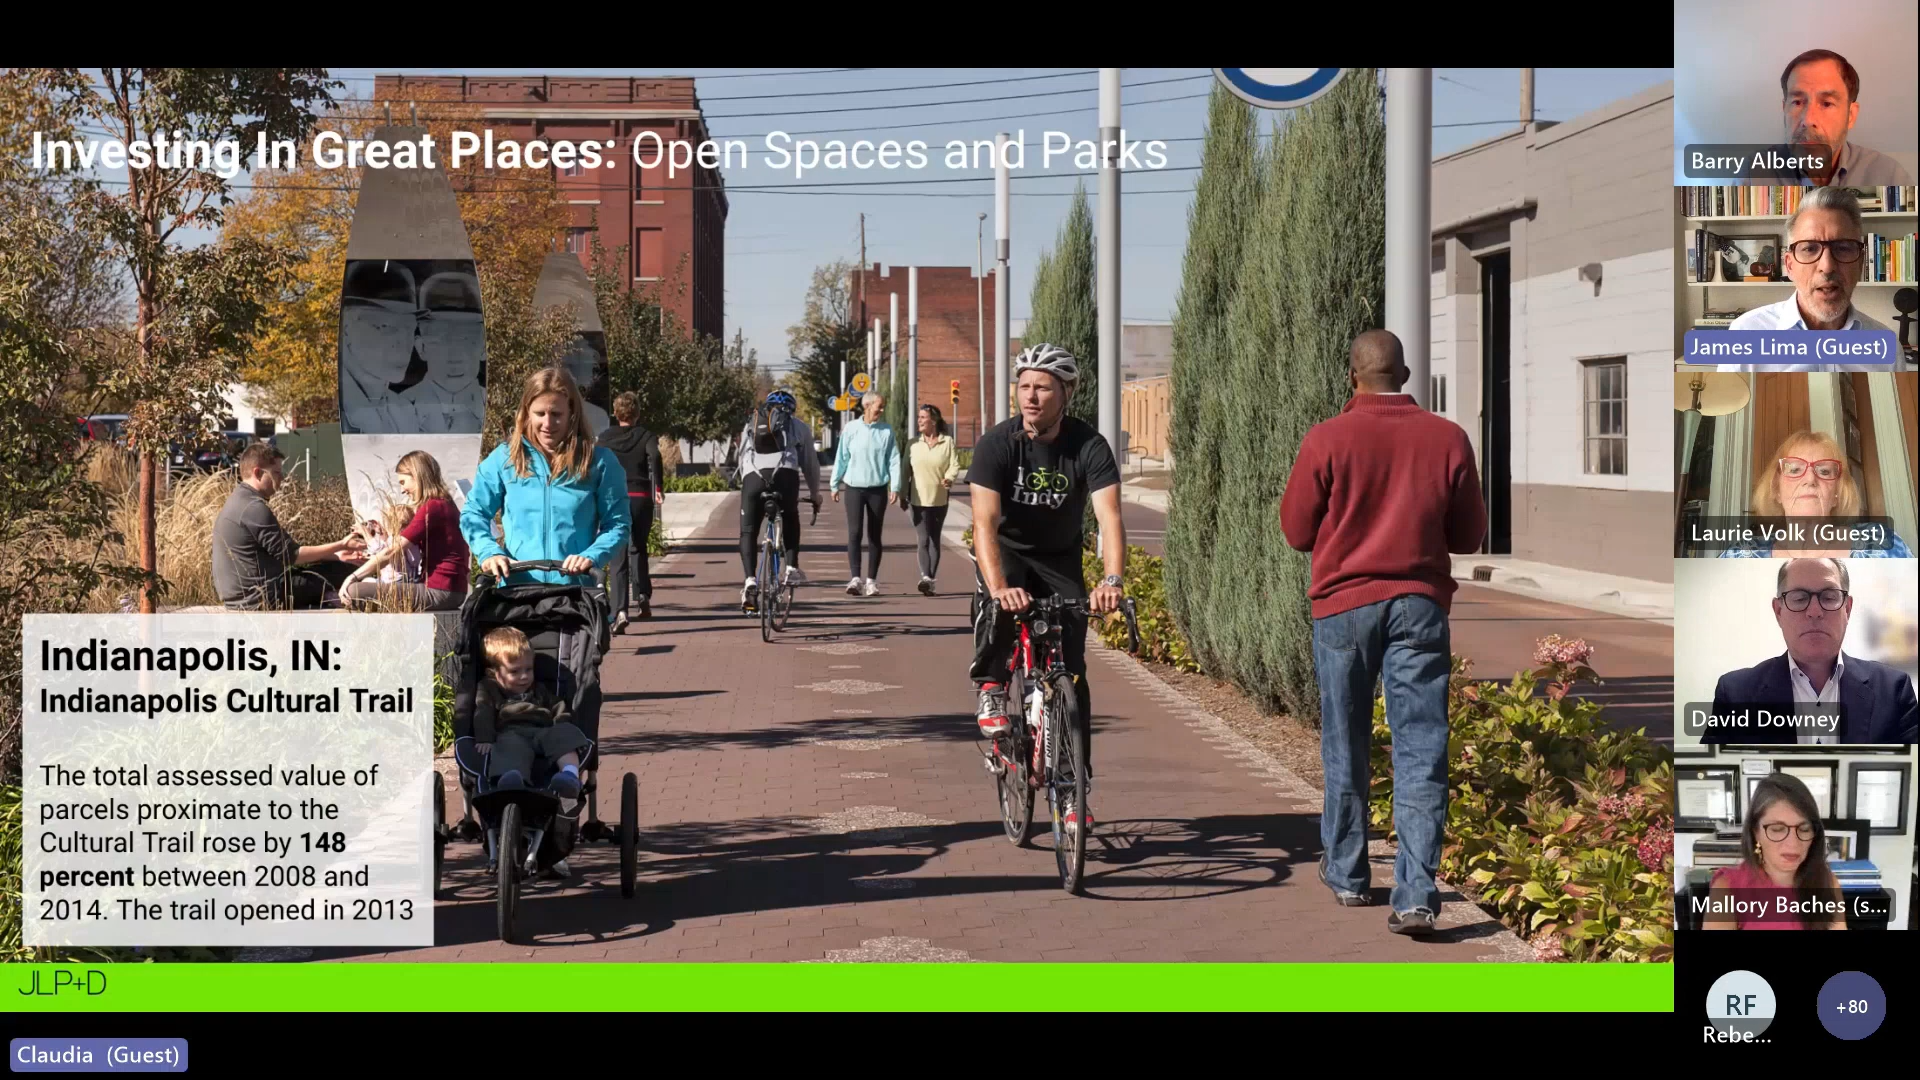 Investing In Great Places: Open Spaces and Parks
I
Indy
Indianapolis, IN:
Indianapolis Cultural Trail
The total assessed value of
parcels proximate to the
Cultural Trail rose by 148
percent between 2008 and
2014. The trail opened in 2013
JLP+D
Claudia (Guest)
Barry Alberts
James Lima (Guest)
Laurie Volk (Guest)
David Downey
Mallory Baches (s...
RF
Rebe...
+80